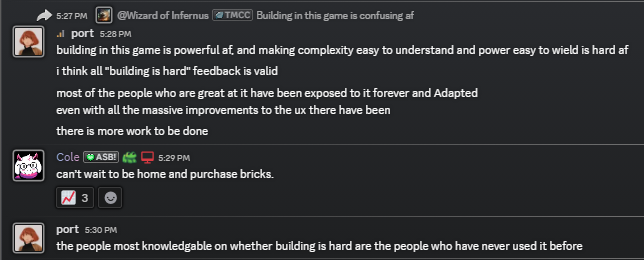 5:27 PM @Wizard of Infernus TMCC Building in this game is confusing af
port 5:28 PM
building in this game is powerful af, and making complexity easy to understand and power easy to wield is hard af
i think all "building is hard" feedback is valid
most of the people who are great at it have been exposed to it forever and Adapted
even with all the massive improvements to the ux there have been
there is more work to be done
Cole ASB! 5:29 PM
can't wait to be home and purchase bricks.
3
port 5:30 PM
the people most knowledgable on whether building is hard are the people who have never used it before